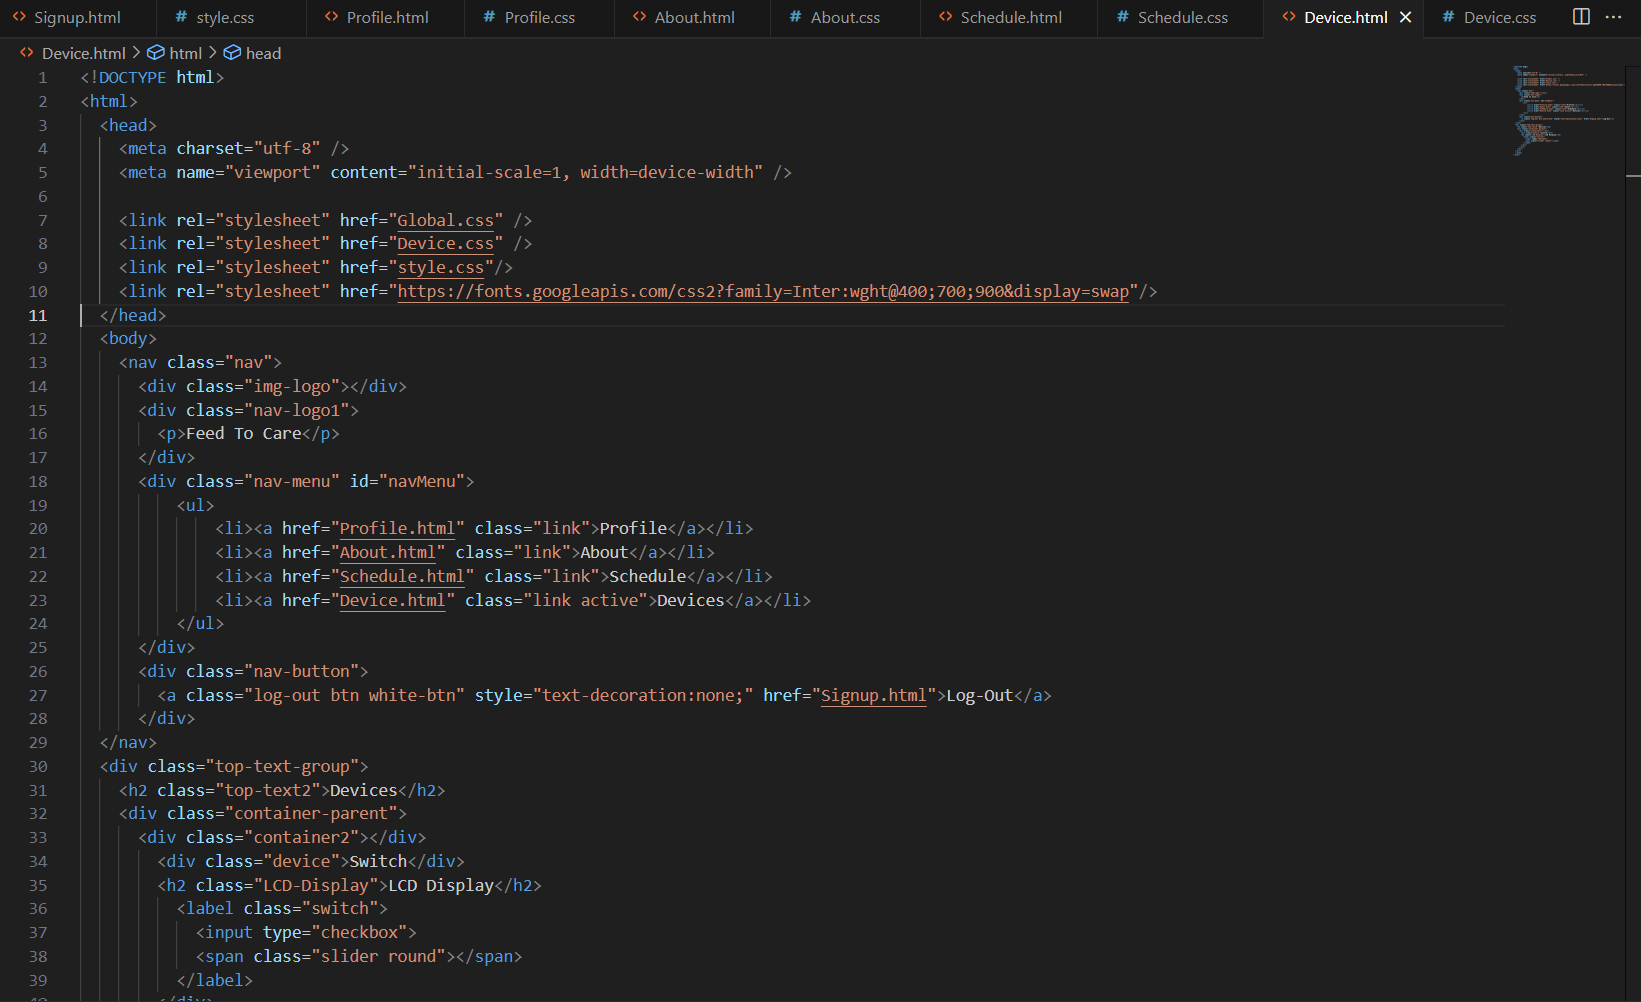 Signup.html
style.css
Profile.html
Profile.css
About.html
About.css
Schedule.html
Schedule.css
Device.html
Device.css
Device.html > html > head
1 <!DOCTYPE html>
2 <html>
3 <head>
4 <meta charset="utf-8" />
5 <meta name="viewport" content="initial-scale=1, width=device-width" />
6
7 <link rel="stylesheet" href="Global.css" />
8 <link rel="stylesheet" href="Device.css" />
9 <link rel="stylesheet" href="style.css"/>
10 <link rel="stylesheet" href="https://fonts.googleapis.com/css2?family=Inter:wght@400;700;900&display=swap"/>
11 </head>
12 <body>
13 <nav class="nav">
14 <div class="img-logo"></div>
15 <div class="nav-logo1">
16 <p>Feed To Care</p>
17 </div>
18 <div class="nav-menu" id="navMenu">
19 <ul>
20 <li><a href="Profile.html" class="link">Profile</a></li>
21 <li><a href="About.html" class="link">About</a></li>
22 <li><a href="Schedule.html" class="link">Schedule</a></li>
23 <li><a href="Device.html" class="link active">Devices</a></li>
24 </ul>
25 </div>
26 <div class="nav-button">
27 <a class="log-out btn white-btn" style="text-decoration:none;" href="Signup.html">Log-Out</a>
28 </div>
29 </nav>
30 <div class="top-text-group">
31 <h2 class="top-text2">Devices</h2>
32 <div class="container-parent">
33 <div class="container2"></div>
34 <div class="device">Switch</div>
35 <h2 class="LCD-Display">LCD Display</h2>
36 <label class="switch">
37 <input type="checkbox">
38 <span class="slider round"></span>
39 </label>